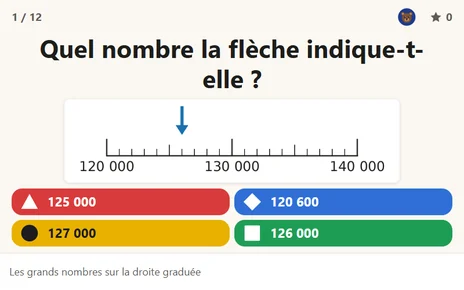 1 / 12
★ 0
Quel nombre la flèche indique-t-
elle ?
120 000 130 000 140 000
125 000
120 600
127 000
126 000
Les grands nombres sur la droite graduée